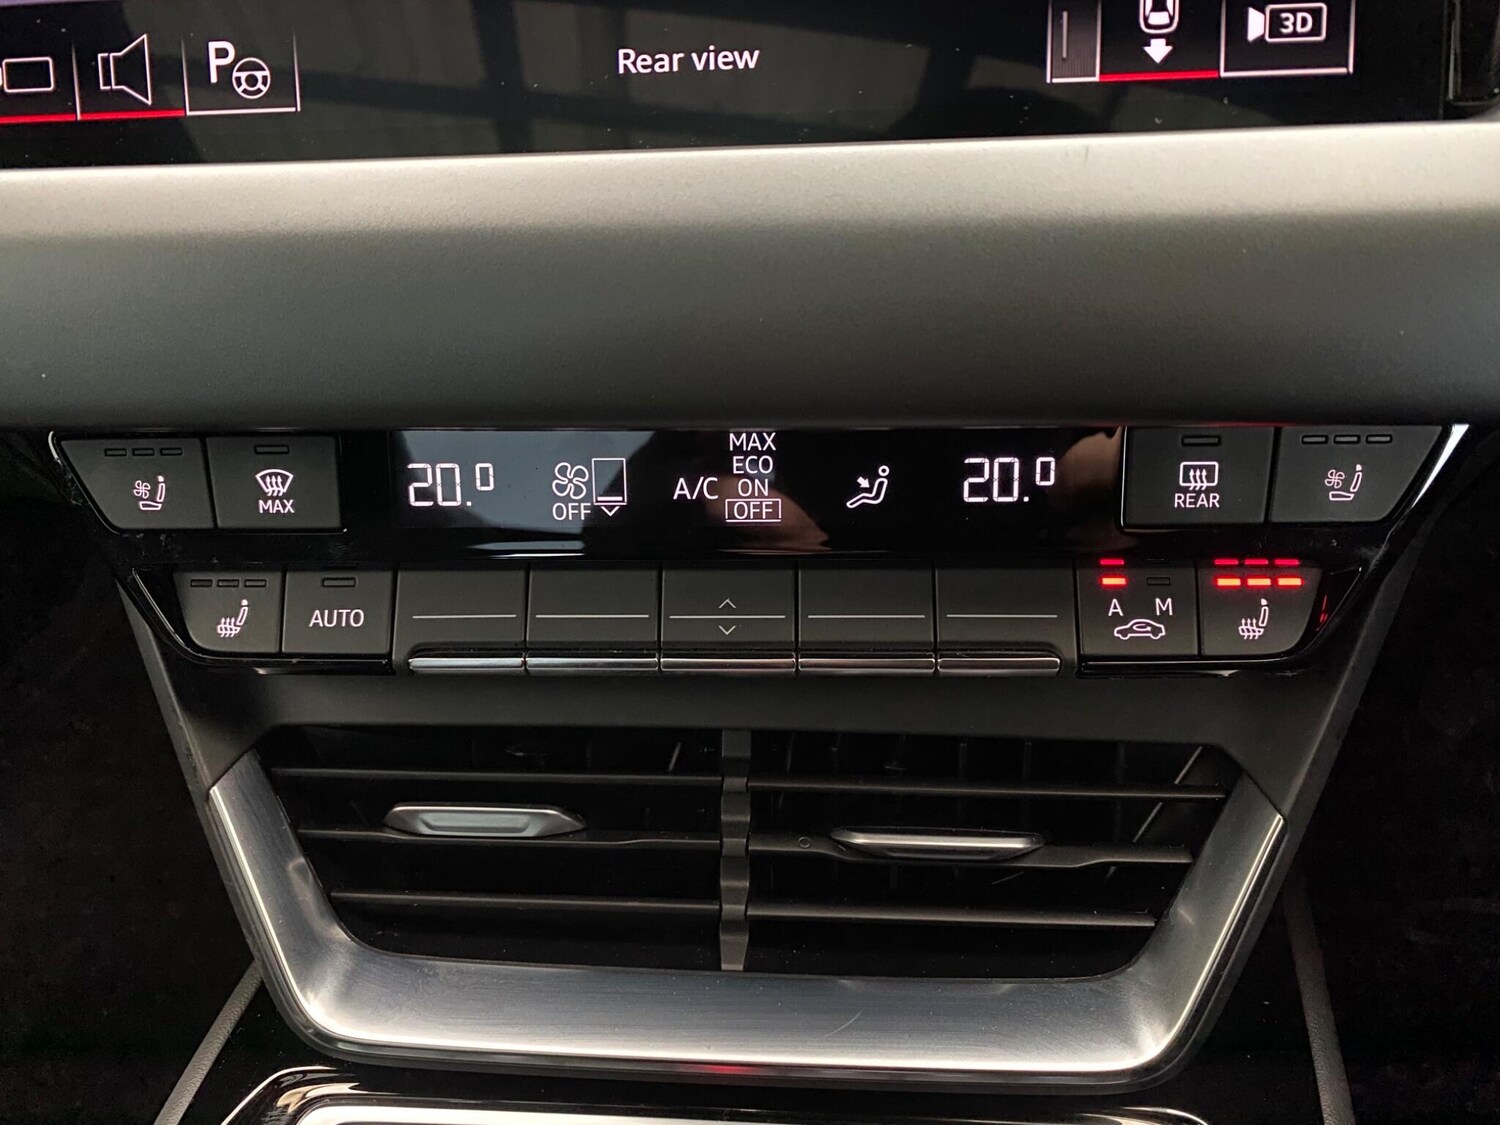 P
Rear view
3D
MAX
20.0
OFF
A/C
MAX
ECO
ON
OFF
20.0
REAR
AUTO
A M